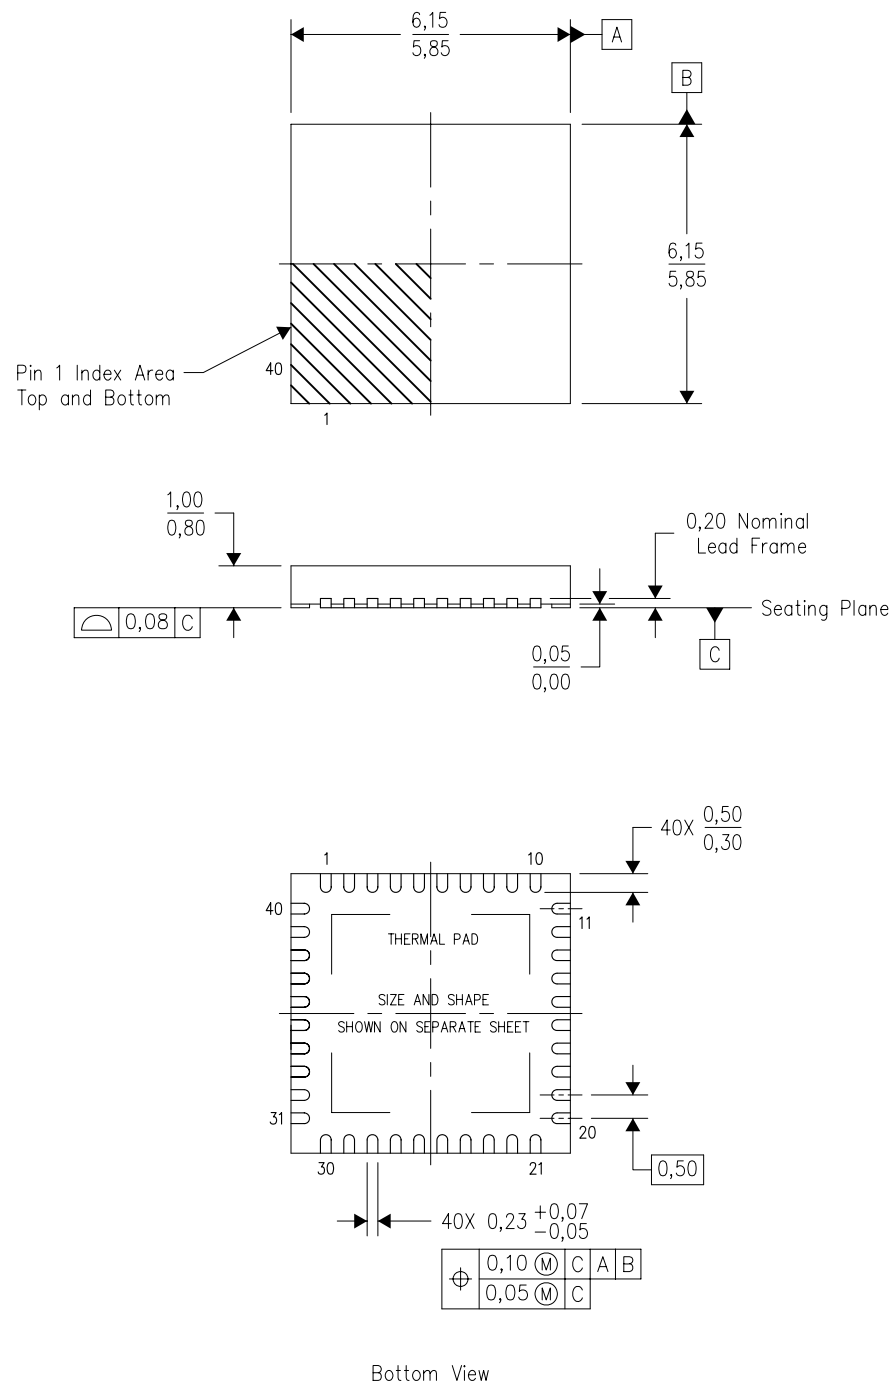 6,15
5,85
A
B
6,15
5,85
Pin 1 Index Area
Top and Bottom
40
1
1,00
0,80
0,20 Nominal
Lead Frame
0,08 C
Seating Plane
0,05
0,00
C
40X 0,50
0,30
1 10
40 11
THERMAL PAD
SIZE AND SHAPE
SHOWN ON SEPARATE SHEET
31 20
30 21
0,50
40X 0,23 +0,07
−0,05
0,10 Ⓜ C A B
0,05 Ⓜ C
Bottom View